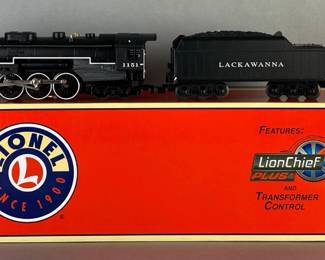 1151
LACKAWANNA
LIONEL
L
SINCE 1900
FEATURES:
LionChief
PLUS
AND
TRANSFORMER
CONTROL